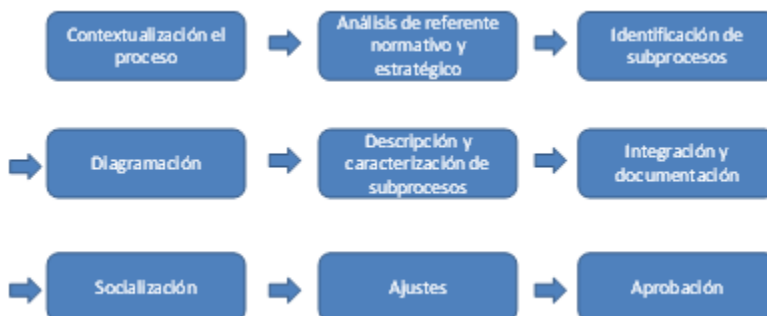 Contextualización el
proceso
Análisis de referente
normativo y
estratégico
Identificación de
subprocesos
Diagramación
Descripción y
caracterización de
subprocesos
Integración y
documentación
Socialización
Ajustes
Aprobación